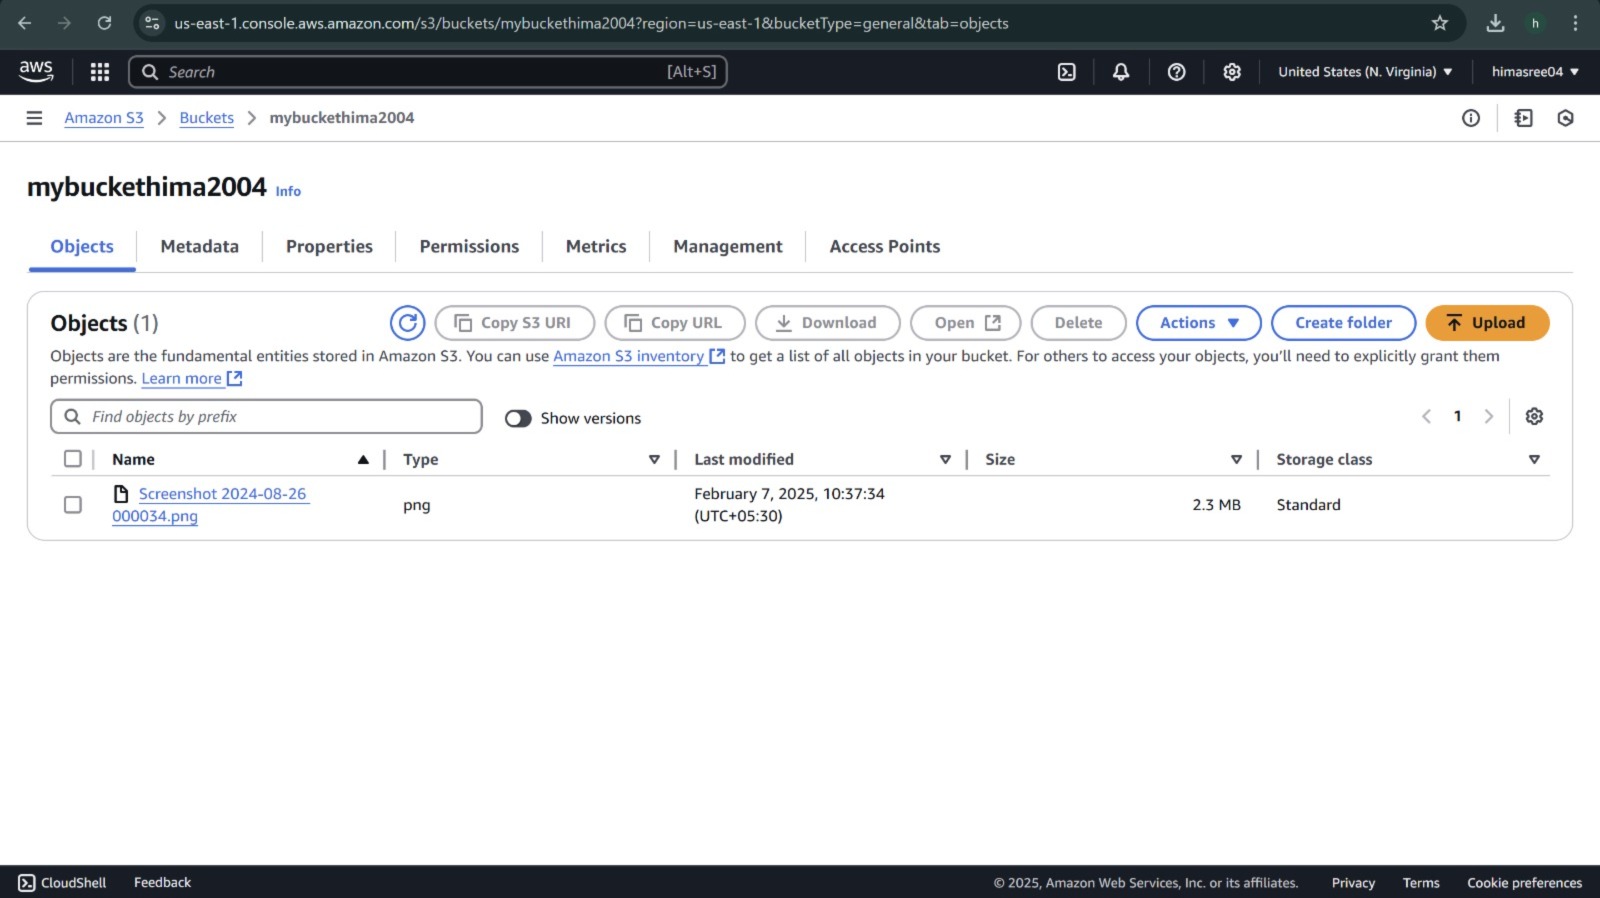 us-east-1.console.aws.amazon.com/s3/buckets/mybuckethima2004?region=us-east-1&bucketType=general&tab=objects
h
aws
Search [Alt+S]
United States (N. Virginia)
himasree04
Amazon S3 > Buckets > mybuckethima2004
mybuckethima2004 Info
Objects
Metadata
Properties
Permissions
Metrics
Management
Access Points
Objects (1)
Copy S3 URI
Copy URL
Download
Open
Delete
Actions
Create folder
Upload
Objects are the fundamental entities stored in Amazon S3. You can use Amazon S3 inventory to get a list of all objects in your bucket. For others to access your objects, you'll need to explicitly grant them
permissions. Learn more
Find objects by prefix
Show versions
1
Name
Type
Last modified
Size
Storage class
Screenshot 2024-08-26
000034.png
png
February 7, 2025, 10:37:34
(UTC+05:30)
2.3 MB
Standard
CloudShell
Feedback
© 2025, Amazon Web Services, Inc. or its affiliates.
Privacy
Terms
Cookie preferences